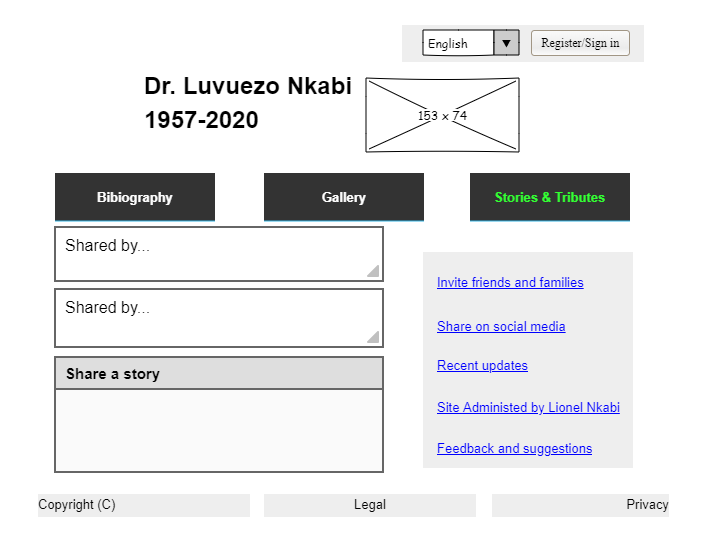 English
Register/Sign in
Dr. Luvuezo Nkabi
1957-2020
153 x 74
Bibiography
Gallery
Stories & Tributes
Shared by...
Shared by...
Share a story
Invite friends and families
Share on social media
Recent updates
Site Administed by Lionel Nkabi
Feedback and suggestions
Copyright (C)
Legal
Privacy